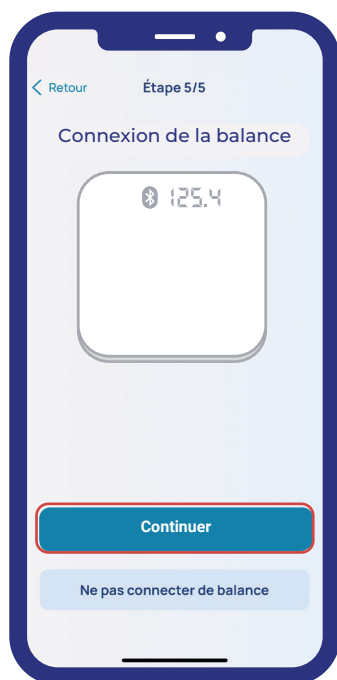 Retour
Étape 5/5
Connexion de la balance
125.4
Continuer
Ne pas connecter de balance